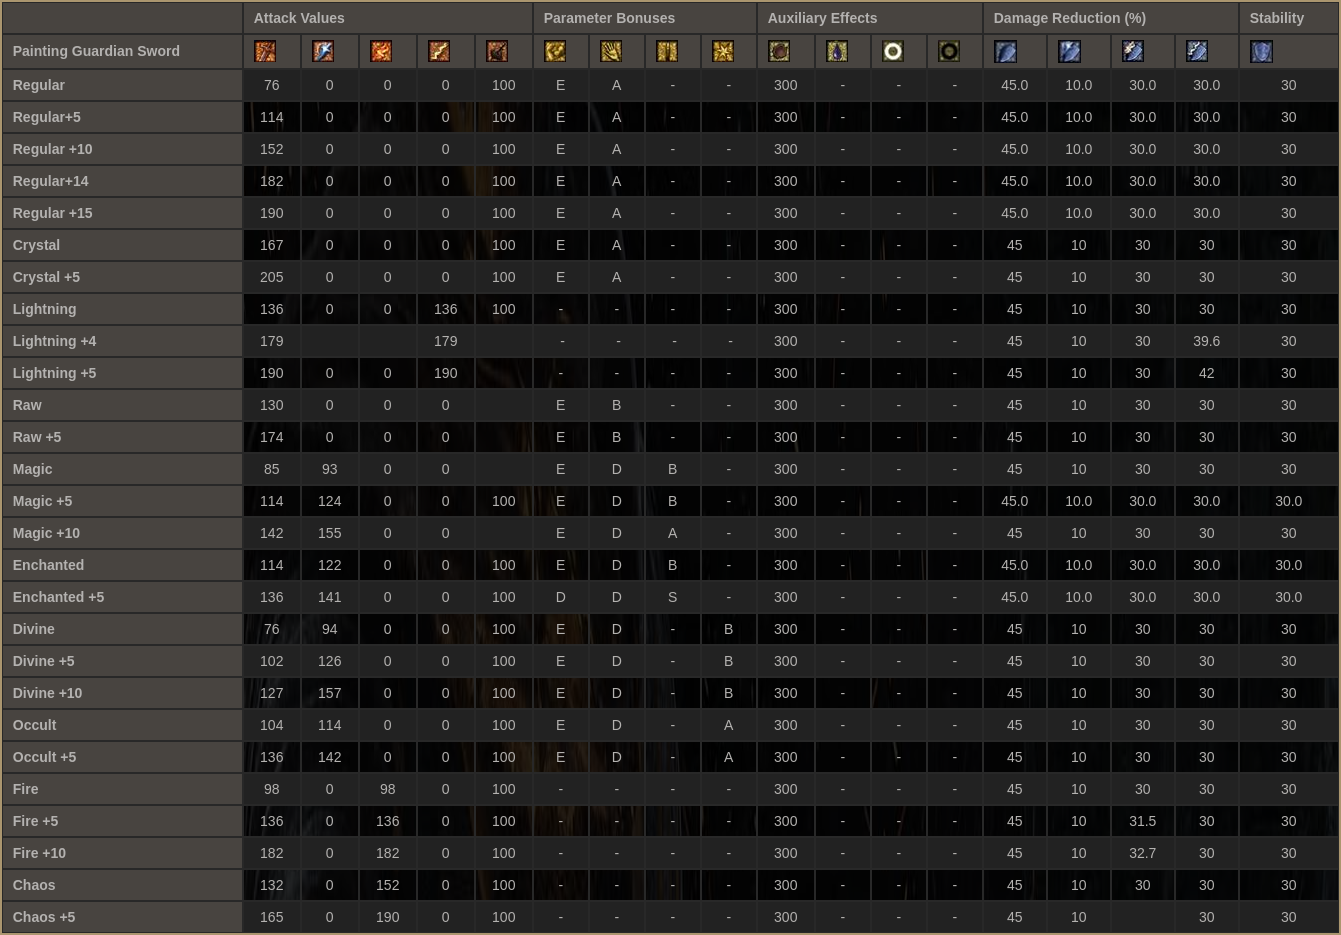 Attack Values Parameter Bonuses Auxiliary Effects Damage Reduction (%) Stability
Painting Guardian Sword
Regular 76 0 0 0 100 E A - - 300 - - - 45.0 10.0 30.0 30.0 30
Regular+5 114 0 0 0 100 E A - - 300 - - - 45.0 10.0 30.0 30.0 30
Regular +10 152 0 0 0 100 E A - - 300 - - - 45.0 10.0 30.0 30.0 30
Regular+14 182 0 0 0 100 E A - - 300 - - - 45.0 10.0 30.0 30.0 30
Regular +15 190 0 0 0 100 E A - - 300 - - - 45.0 10.0 30.0 30.0 30
Crystal 167 0 0 0 100 E A - - 300 - - - 45 10 30 30 30
Crystal +5 205 0 0 0 100 E A - - 300 - - - 45 10 30 30 30
Lightning 136 0 0 136 100 - - - - 300 - - - 45 10 30 30 30
Lightning +4 179 179 - - - - 300 - - - 45 10 30 39.6 30
Lightning +5 190 0 0 190 - - - - 300 - - - 45 10 30 42 30
Raw 130 0 0 0 E B - - 300 - - - 45 10 30 30 30
Raw +5 174 0 0 0 E B - - 300 - - - 45 10 30 30 30
Magic 85 93 0 0 E D B - 300 - - - 45 10 30 30 30
Magic +5 114 124 0 0 100 E D B - 300 - - - 45.0 10.0 30.0 30.0 30.0
Magic +10 142 155 0 0 E D A - 300 - - - 45 10 30 30 30
Enchanted 114 122 0 0 100 E D B - 300 - - - 45.0 10.0 30.0 30.0 30.0
Enchanted +5 136 141 0 0 100 D D S - 300 - - - 45.0 10.0 30.0 30.0 30.0
Divine 76 94 0 0 100 E D - B 300 - - - 45 10 30 30 30
Divine +5 102 126 0 0 100 E D - B 300 - - - 45 10 30 30 30
Divine +10 127 157 0 0 100 E D - B 300 - - - 45 10 30 30 30
Occult 104 114 0 0 100 E D - A 300 - - - 45 10 30 30 30
Occult +5 136 142 0 0 100 E D - A 300 - - - 45 10 30 30 30
Fire 98 0 98 0 100 - - - - 300 - - - 45 10 30 30 30
Fire +5 136 0 136 0 100 - - - - 300 - - - 45 10 31.5 30 30
Fire +10 182 0 182 0 100 - - - - 300 - - - 45 10 32.7 30 30
Chaos 132 0 152 0 100 - - - - 300 - - - 45 10 30 30 30
Chaos +5 165 0 190 0 100 - - - - 300 - - - 45 10 30 30